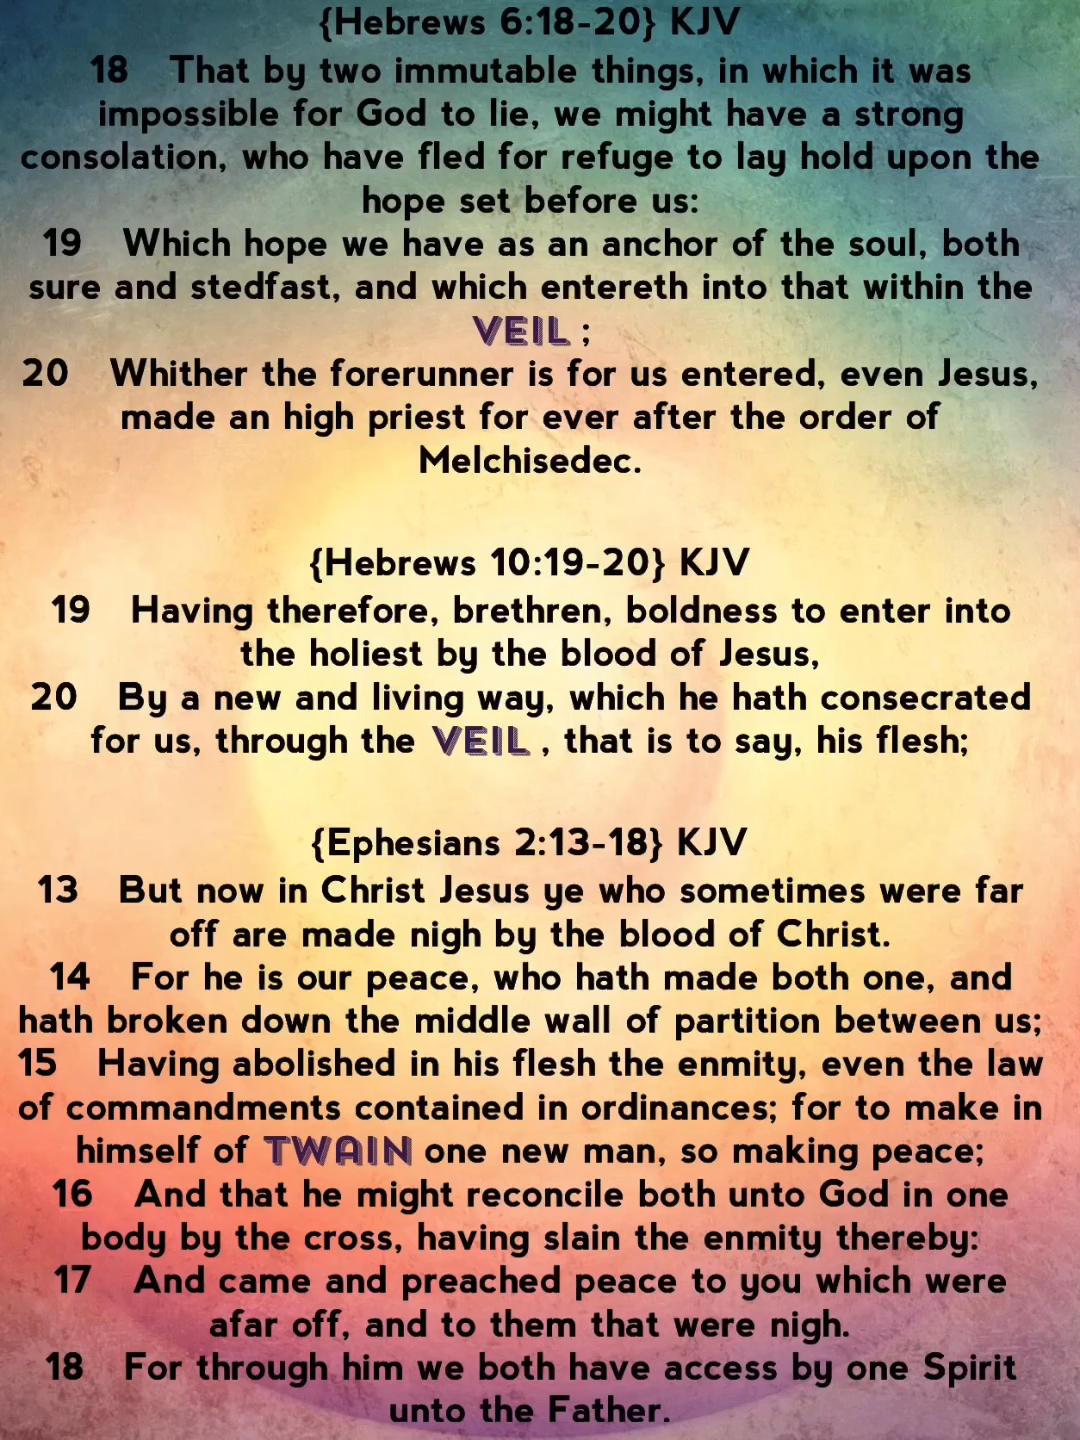 {Hebrews 6:18-20} KJV
18 That by two immutable things, in which it was
impossible for God to lie, we might have a strong
consolation, who have fled for refuge to lay hold upon the
hope set before us:
19 Which hope we have as an anchor of the soul, both
sure and stedfast, and which entereth into that within the
VEIL ;
20 Whither the forerunner is for us entered, even Jesus,
made an high priest for ever after the order of
Melchisedec.
{Hebrews 10:19-20} KJV
19 Having therefore, brethren, boldness to enter into
the holiest by the blood of Jesus,
20 By a new and living way, which he hath consecrated
for us, through the VEIL , that is to say, his flesh;
{Ephesians 2:13-18} KJV
13 But now in Christ Jesus ye who sometimes were far
off are made nigh by the blood of Christ.
14 For he is our peace, who hath made both one, and
hath broken down the middle wall of partition between us;
15 Having abolished in his flesh the enmity, even the law
of commandments contained in ordinances; for to make in
himself of TWAIN one new man, so making peace;
16 And that he might reconcile both unto God in one
body by the cross, having slain the enmity thereby:
17 And came and preached peace to you which were
afar off, and to them that were nigh.
18 For through him we both have access by one Spirit
unto the Father.